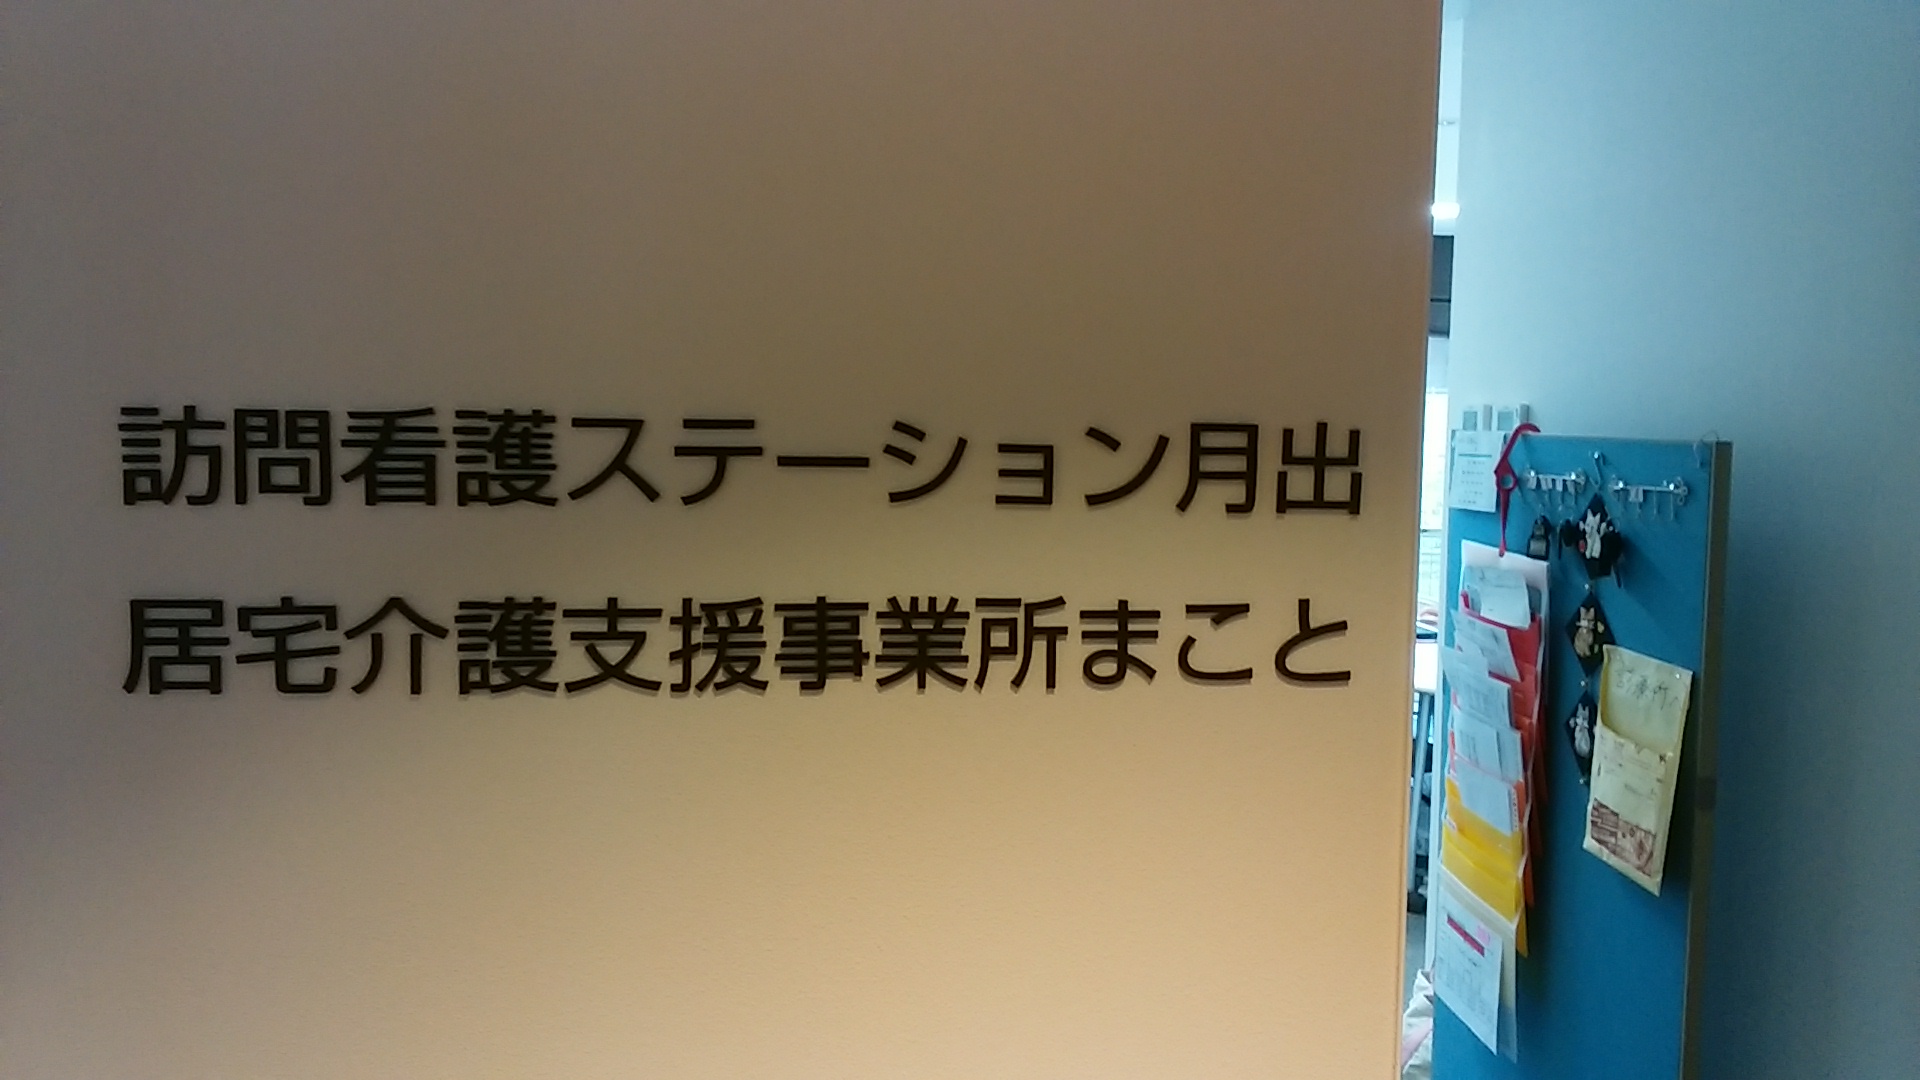 訪問看護ステーション月出
居宅介護支援事業所まこと